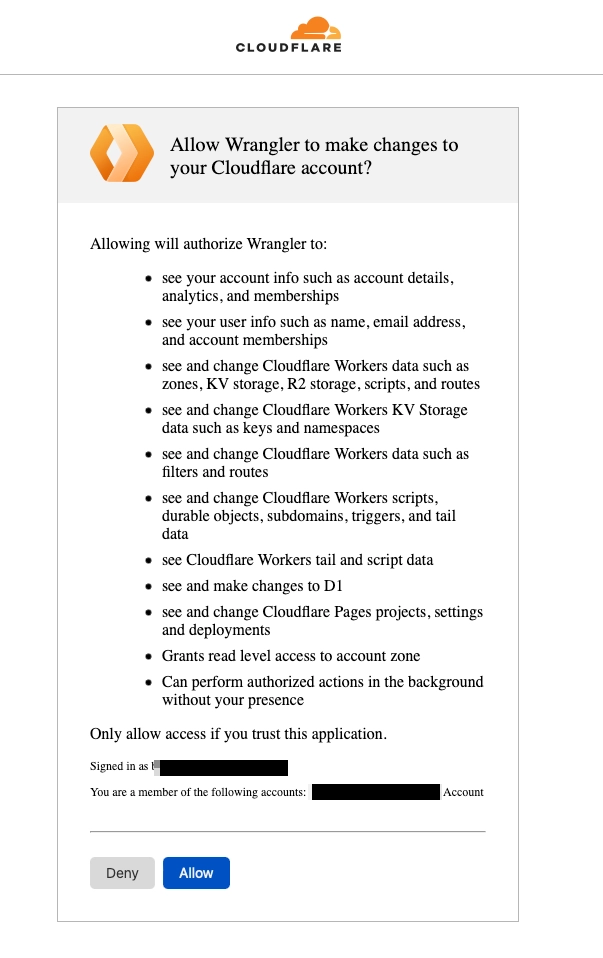 CLOUDFLARE
Allow Wrangler to make changes to
your Cloudflare account?
Allowing will authorize Wrangler to:
• see your account info such as account details,
analytics, and memberships
• see your user info such as name, email address,
and account memberships
• see and change Cloudflare Workers data such as
zones, KV storage, R2 storage, scripts, and routes
• see and change Cloudflare Workers KV Storage
data such as keys and namespaces
• see and change Cloudflare Workers data such as
filters and routes
• see and change Cloudflare Workers scripts,
durable objects, subdomains, triggers, and tail
data
• see Cloudflare Workers tail and script data
• see and make changes to D1
• see and change Cloudflare Pages projects, settings
and deployments
• Grants read level access to account zone
• Can perform authorized actions in the background
without your presence
Only allow access if you trust this application.
Signed in as
You are a member of the following accounts: Account
Deny Allow